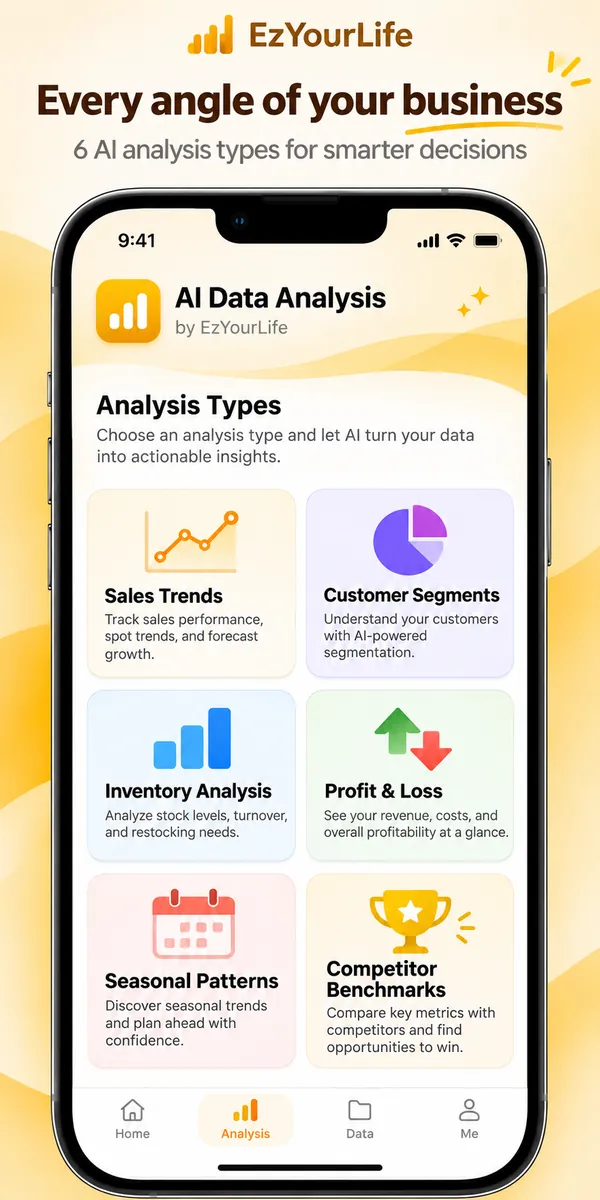 EzYourLife
Every angle of your business
6 AI analysis types for smarter decisions
9:41
AI Data Analysis
by EzYourLife
Analysis Types
Choose an analysis type and let AI turn your data
into actionable insights.
Sales Trends
Track sales performance,
spot trends, and forecast
growth.
Customer Segments
Understand your customers
with AI-powered
segmentation.
Inventory Analysis
Analyze stock levels, turnover,
and restocking needs.
Profit & Loss
See your revenue, costs, and
overall profitability at a glance.
Seasonal Patterns
Discover seasonal trends
and plan ahead with
confidence.
Competitor
Benchmarks
Compare key metrics with
competitors and find
opportunities to win.
Home
Analysis
Data
Me